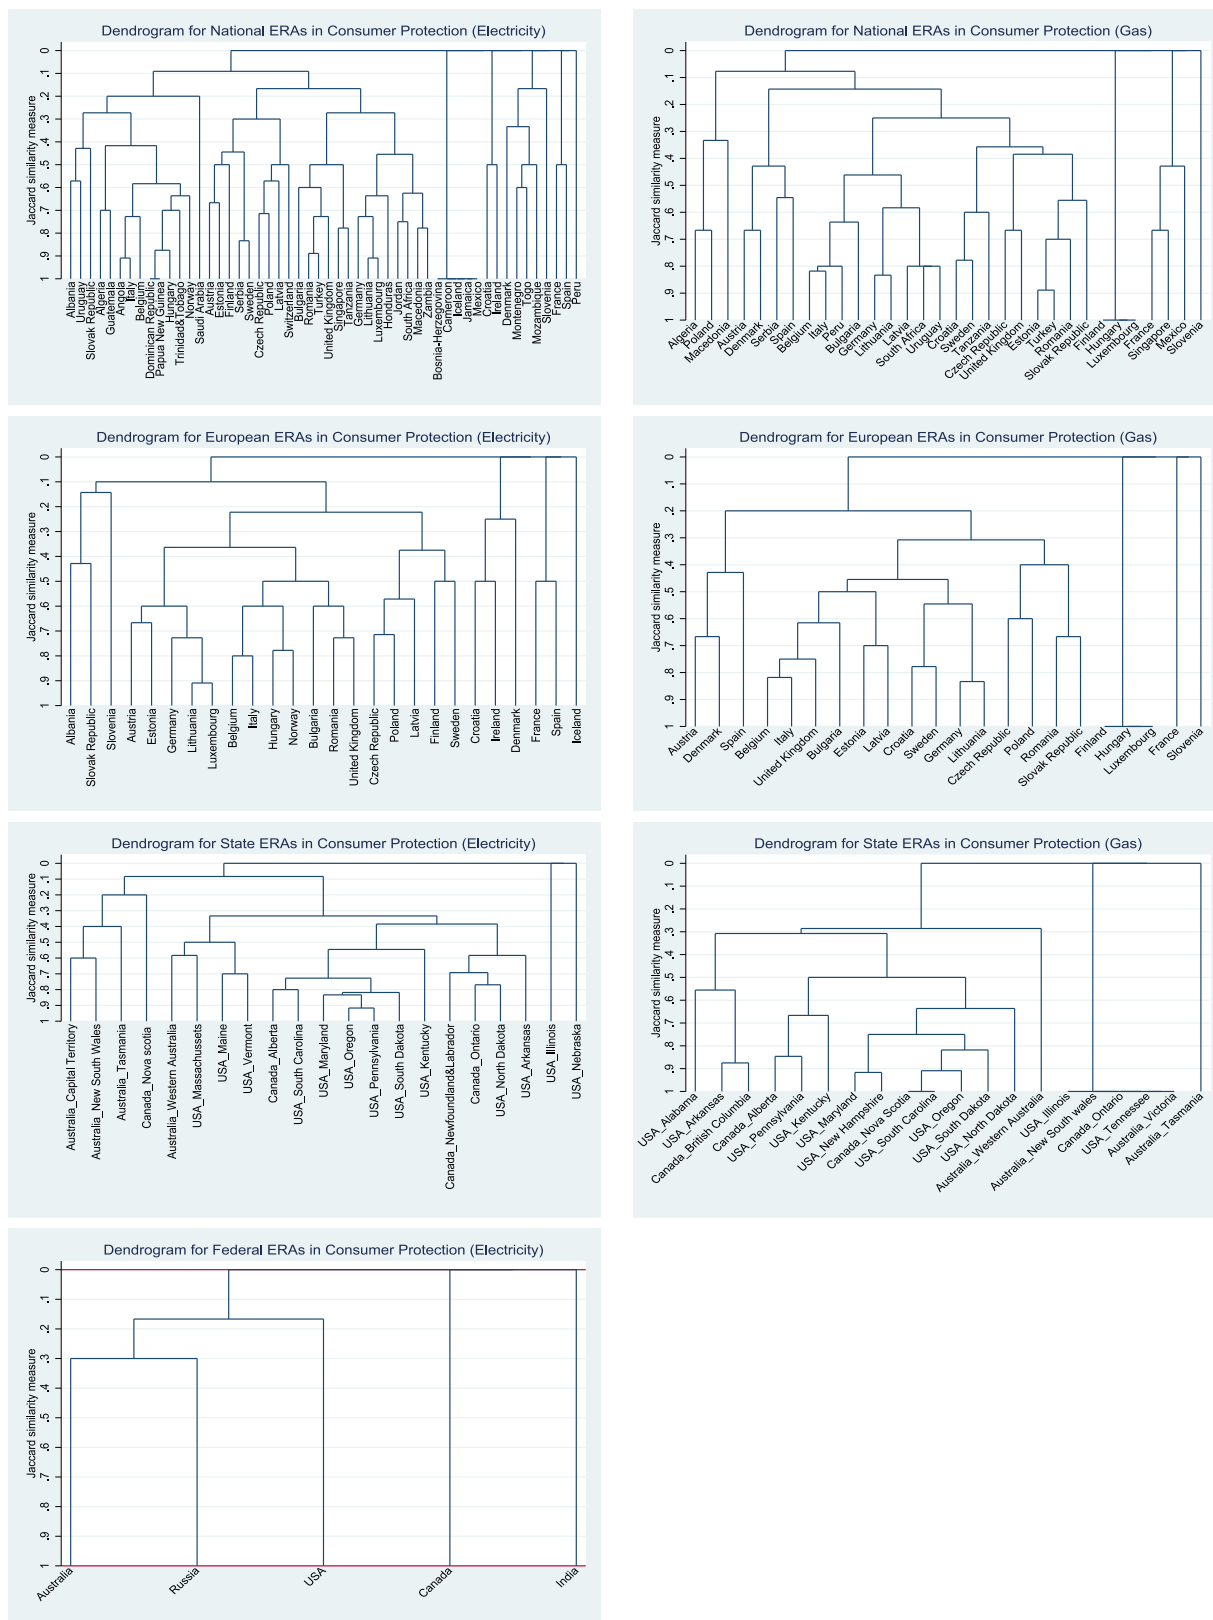 Dendrogram for National ERAs in Consumer Protection (Electricity)
Jaccard similarity measure
0
.1
.2
.3
.4
.5
.6
.7
.8
.9
1
Albania
Uruguay
Slovak Republic
Algeria
Guatemala
Angola
Italy
Belgium
Dominican Republic
Papua New Guinea
Hungary
Trinidad&Tobago
Norway
Saudi Arabia
Austria
Estonia
Finland
Serbia
Sweden
Czech Republic
Poland
Latvia
Switzerland
Bulgaria
Romania
Turkey
United Kingdom
Singapore
Tanzania
Germany
Lithuania
Luxembourg
Honduras
Jordan
South Africa
Macedonia
Zambia
Bosnia+Herzegovina
Cameroon
Iceland
Jamaica
Mexico
Croatia
Ireland
Denmark
Montenegro
Togo
Mozambique
Slovenia
France
Spain
Peru
Dendrogram for National ERAs in Consumer Protection (Gas)
Jaccard similarity measure
0
.1
.2
.3
.4
.5
.6
.7
.8
.9
1
Algeria
Poland
Macedonia
Austria
Denmark
Serbia
Spain
Belgium
Italy
Peru
Bulgaria
Germany
Lithuania
Latvia
South Africa
Uruguay
Croatia
Sweden
Tanzania
Czech Republic
United Kingdom
Estonia
Turkey
Romania
Slovak Republic
Finland
Hungary
Luxembourg
France
Singapore
Mexico
Slovenia
Dendrogram for European ERAs in Consumer Protection (Electricity)
Jaccard similarity measure
0
.1
.2
.3
.4
.5
.6
.7
.8
.9
1
Albania
Slovak Republic
Slovenia
Austria
Estonia
Germany
Lithuania
Luxembourg
Belgium
Italy
Hungary
Norway
Bulgaria
Romania
United Kingdom
Czech Republic
Poland
Latvia
Finland
Sweden
Croatia
Ireland
Denmark
France
Spain
Iceland
Dendrogram for European ERAs in Consumer Protection (Gas)
Jaccard similarity measure
0
.1
.2
.3
.4
.5
.6
.7
.8
.9
1
Austria
Denmark
Spain
Belgium
Italy
United Kingdom
Bulgaria
Estonia
Latvia
Croatia
Sweden
Germany
Lithuania
Czech Republic
Poland
Romania
Slovak Republic
Finland
Hungary
Luxembourg
France
Slovenia
Dendrogram for State ERAs in Consumer Protection (Electricity)
Jaccard similarity measure
0
.1
.2
.3
.4
.5
.6
.7
.8
.9
1
Australia_Capital Territory
Australia_New South Wales
Australia_Tasmania
Canada_Nova scotia
Australia_Western Australia
USA_Massachussets
USA_Maine
USA_Vermont
Canada_Alberta
USA_South Carolina
USA_Maryland
USA_Oregon
USA_Pennsylvania
USA_South Dakota
USA_Kentucky
Canada_Newfoundland&Labrador
Canada_Ontario
USA_North Dakota
USA_Arkansas
USA_Illinois
USA_Nebraska
Dendrogram for State ERAs in Consumer Protection (Gas)
Jaccard similarity measure
0
.1
.2
.3
.4
.5
.6
.7
.8
.9
1
USA_Alabama
USA_Arkansas
Canada_British Columbia
Canada_Alberta
USA_Pennsylvania
USA_Kentucky
USA_Maryland
USA_New Hampshire
Canada_Nova Scotia
USA_South Carolina
USA_Oregon
USA_South Dakota
USA_North Dakota
Australia_Western Australia
USA_Illinois
Australia_New South wales
Canada_Ontario
USA_Tennessee
Australia_Victoria
Australia_Tasmania
Dendrogram for Federal ERAs in Consumer Protection (Electricity)
Jaccard similarity measure
0
.1
.2
.3
.4
.5
.6
.7
.8
.9
1
Australia
Russia
USA
Canada
India